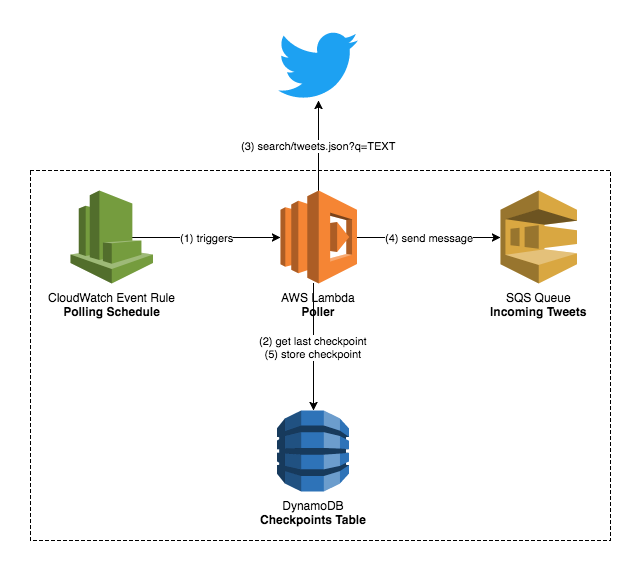 (3) search/tweets.json?q=TEXT
(1) triggers
(4) send message
CloudWatch Event Rule
Polling Schedule
AWS Lambda
Poller
SQS Queue
Incoming Tweets
(2) get last checkpoint
(5) store checkpoint
DynamoDB
Checkpoints Table